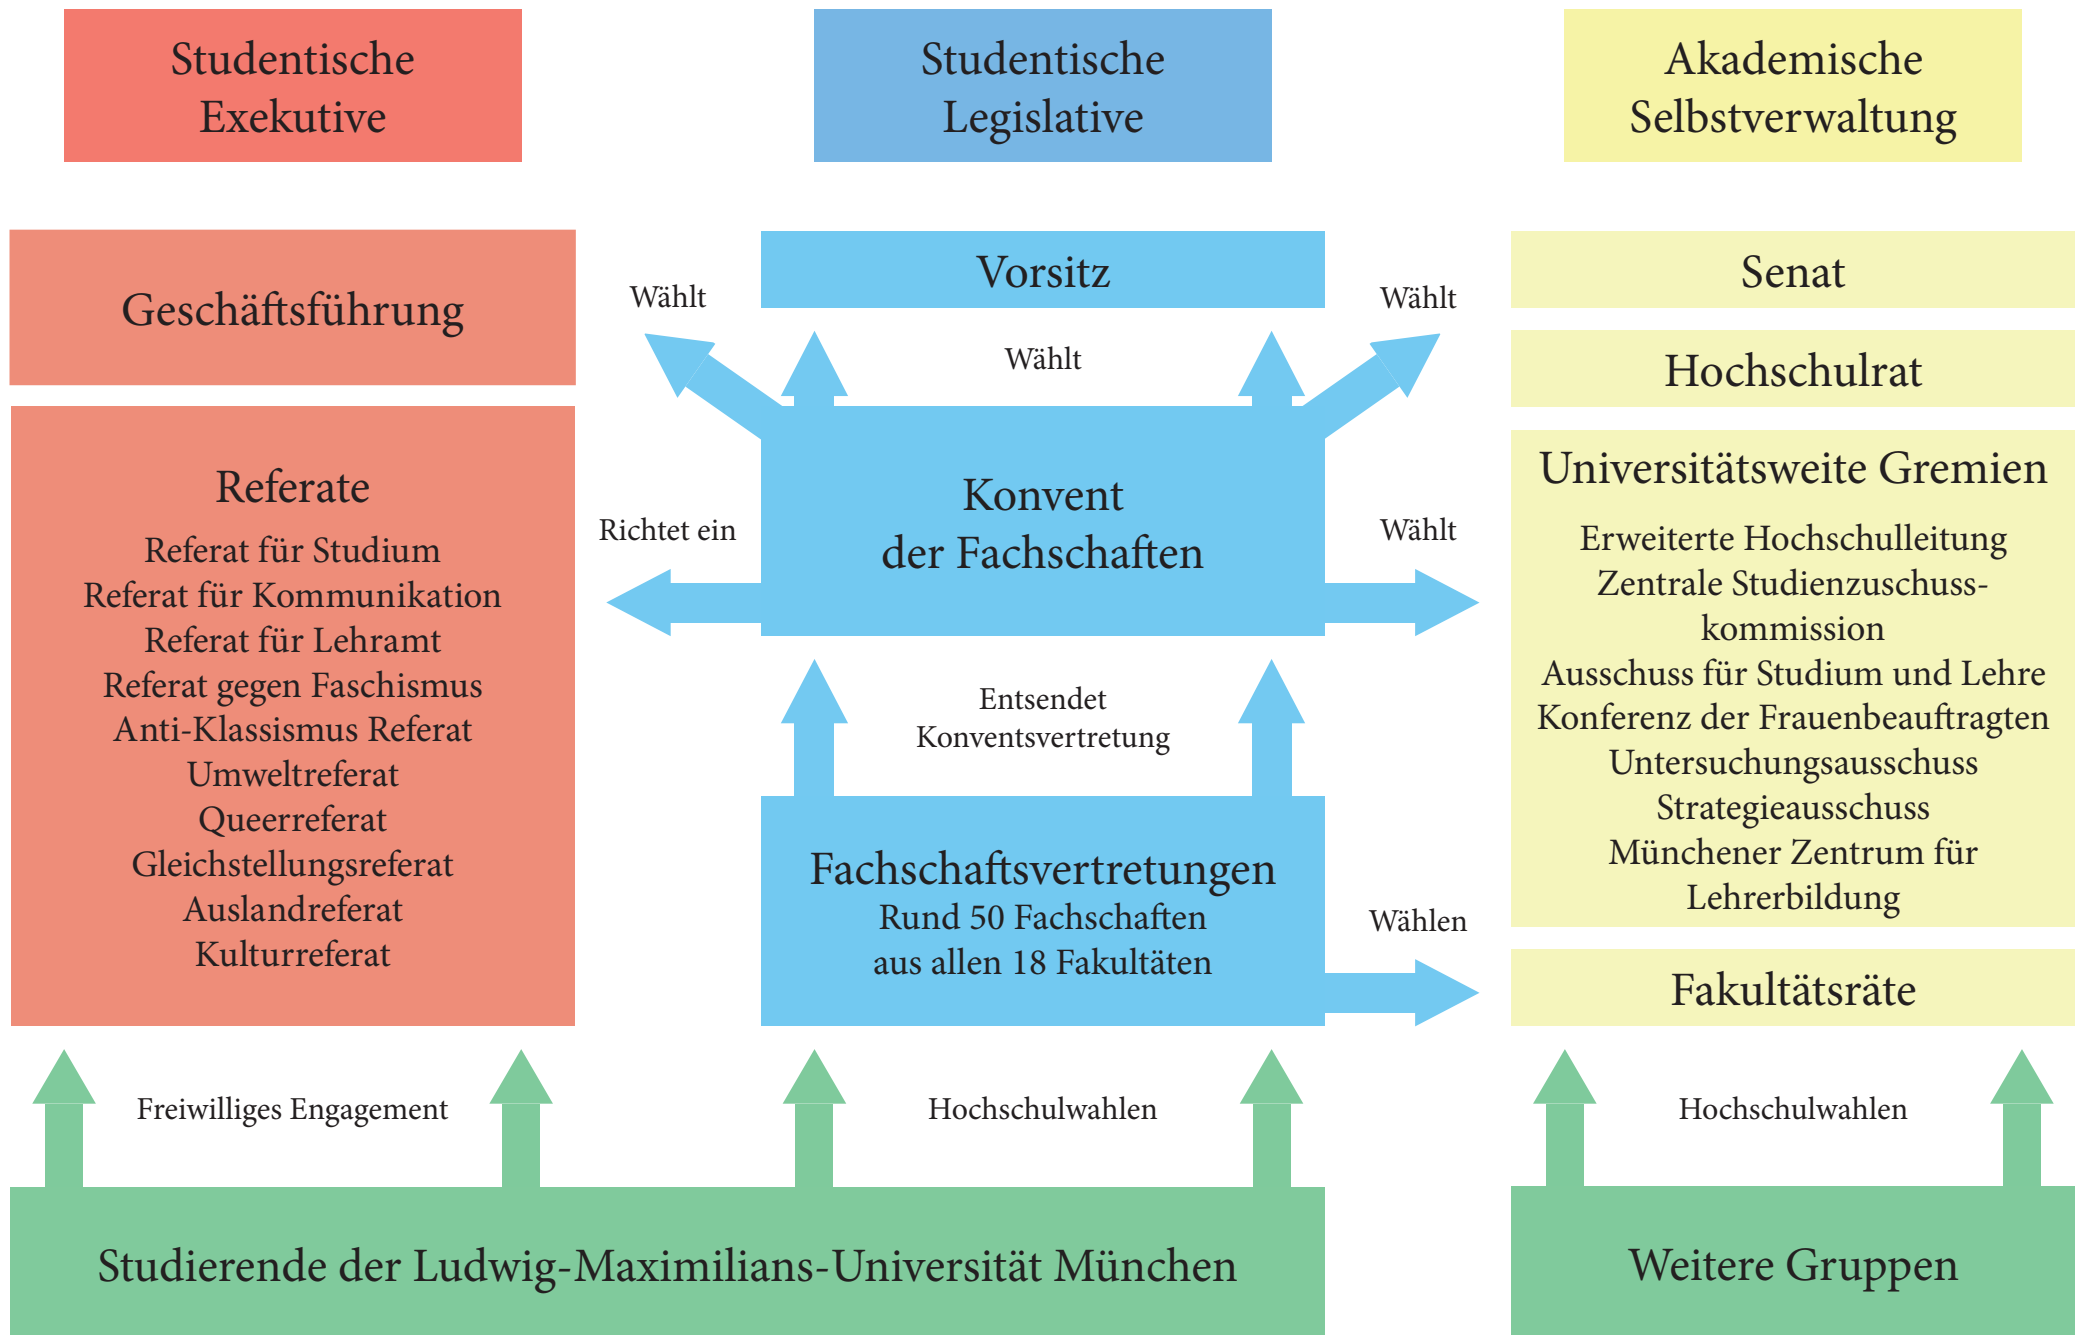 Studentische
Exekutive
Studentische
Legislative
Akademische
Selbstverwaltung
Geschäftsführung
Wählt
Vorsitz
Wählt
Wählt
Senat
Hochschulrat
Referate
Referat für Studium
Referat für Kommunikation
Referat für Lehramt
Referat gegen Faschismus
Anti-Klassismus Referat
Umweltreferat
Queerreferat
Gleichstellungsreferat
Auslandreferat
Kulturreferat
Richtet ein
Konvent
der Fachschaften
Wählt
Entsendet
Konventsvertretung
Fachschaftsvertretungen
Rund 50 Fachschaften
aus allen 18 Fakultäten
Wählen
Universitätsweite Gremien
Erweiterte Hochschulleitung
Zentrale Studienzuschuss-
kommission
Ausschuss für Studium und Lehre
Konferenz der Frauenbeauftragten
Untersuchungsausschuss
Strategieausschuss
Münchener Zentrum für
Lehrerbildung
Fakultätsräte
Freiwilliges Engagement
Hochschulwahlen
Hochschulwahlen
Studierende der Ludwig-Maximilians-Universität München
Weitere Gruppen